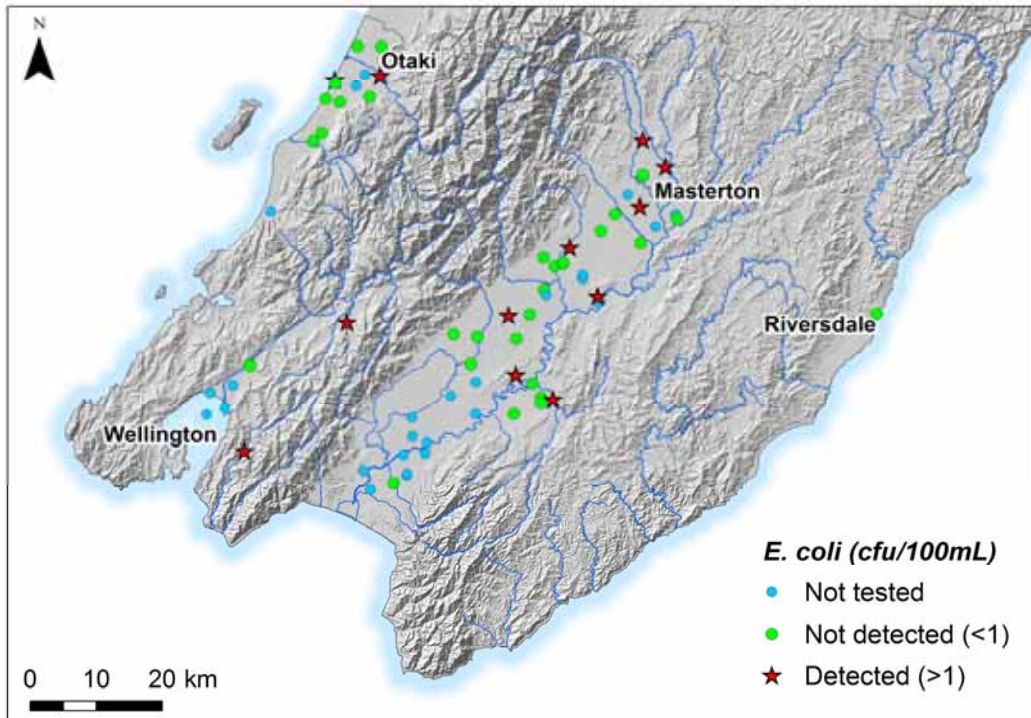 N
Otaki
Masterton
Riversdale
Wellington
E. coli (cfu/100mL)
Not tested
Not detected (<1)
Detected (>1)
0 10 20 km